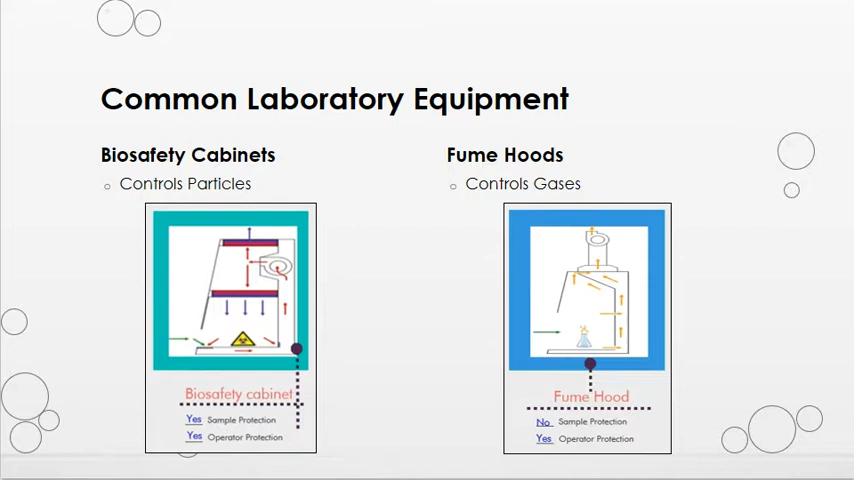 Common Laboratory Equipment
Biosafety Cabinets
Controls Particles
Biosafety cabinet
Yes Sample Protection
Yes Operator Protection
Fume Hoods
Controls Gases
Fume Hood
No Sample Protection
Yes Operator Protection